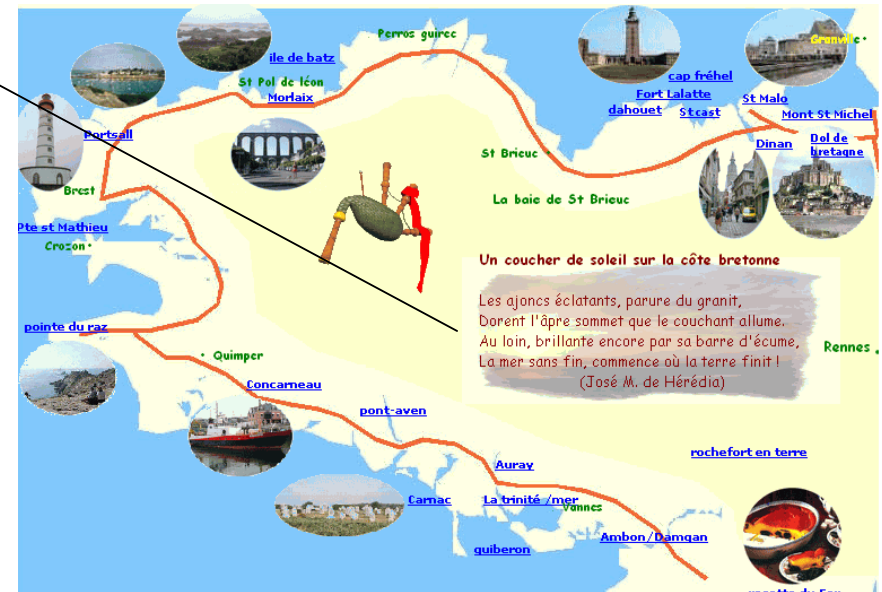 Perros guirec
Granville
ile de batz
cap fréhel
St Pol de léon
Fort Lalatte
Morlaix
St Malo
dahouet
St cast
Mont St Michel
Portsall
Dinan
Dol de
bretagne
St Brieuc
Brest
La baie de St Brieuc
Pte st Mathieu
Crozon
Un coucher de soleil sur la côte bretonne
Les ajoncs éclatants, parure du granit,
Dorent l'âpre sommet que le couchant allume.
Au loin, brillante encore par sa barre d'écume,
La mer sans fin, commence où la terre finit !
(José M. de Hérédia)
pointe du raz
Rennes
Quimper
Concarneau
pont-aven
rochefort en terre
Auray
Carnac
La trinité /mer
Vannes
Ambon/Damgan
quiberon